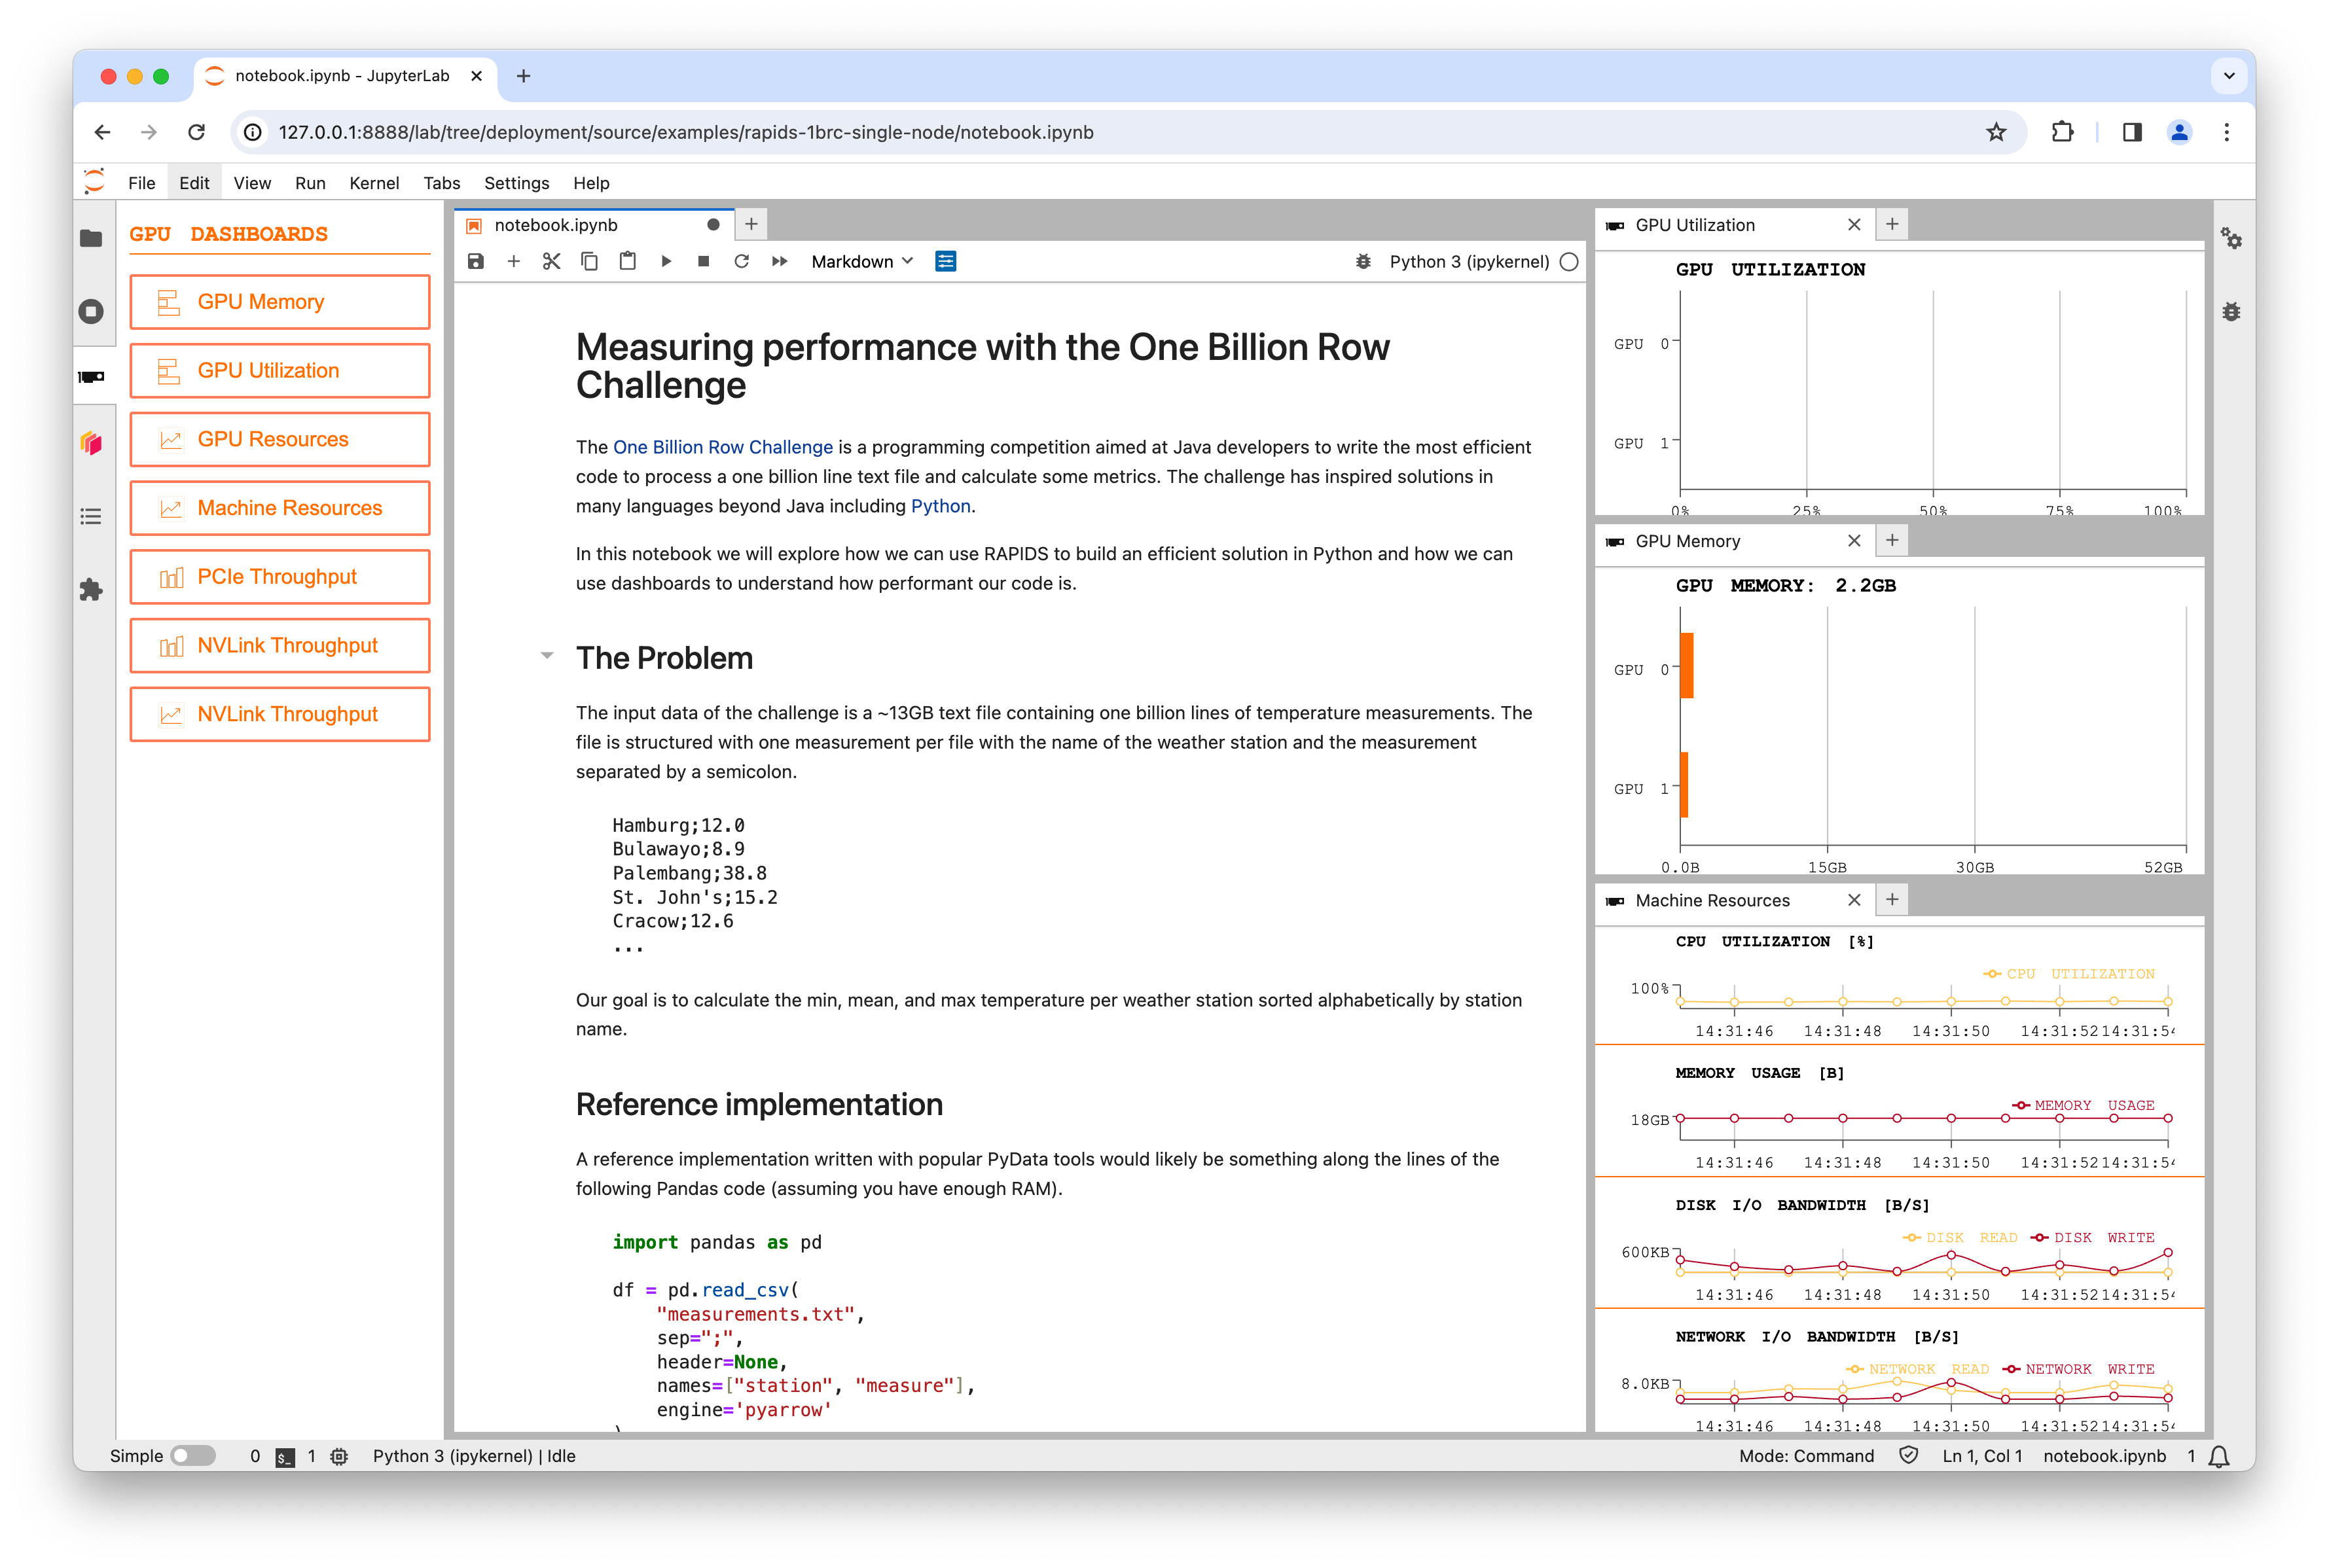 notebook.ipynb - JupyterLab
127.0.0.1:8888/lab/tree/deployment/source/examples/rapids-1brc-single-node/notebook.ipynb
File Edit View Run Kernel Tabs Settings Help
GPU DASHBOARDS
GPU Memory
GPU Utilization
GPU Resources
Machine Resources
PCIe Throughput
NVLink Throughput
NVLink Throughput
notebook.ipynb
Markdown
Python 3 (ipykernel)
Measuring performance with the One Billion Row
Challenge
The One Billion Row Challenge is a programming competition aimed at Java developers to write the most efficient
code to process a one billion line text file and calculate some metrics. The challenge has inspired solutions in
many languages beyond Java including Python.
In this notebook we will explore how we can use RAPIDS to build an efficient solution in Python and how we can
use dashboards to understand how performant our code is.
The Problem
The input data of the challenge is a ~13GB text file containing one billion lines of temperature measurements. The
file is structured with one measurement per file with the name of the weather station and the measurement
separated by a semicolon.
Hamburg;12.0
Bulawayo;8.9
Palembang;38.8
St. John's;15.2
Cracow;12.6
...
Our goal is to calculate the min, mean, and max temperature per weather station sorted alphabetically by station
name.
Reference implementation
A reference implementation written with popular PyData tools would likely be something along the lines of the
following Pandas code (assuming you have enough RAM).
import pandas as pd
df = pd.read_csv(
"measurements.txt",
sep=";",
header=None,
names=["station", "measure"],
engine='pyarrow'
)
GPU Utilization
GPU UTILIZATION
GPU 0
GPU 1
0% 25% 50% 75% 100%
GPU Memory
GPU MEMORY: 2.2GB
GPU 0
GPU 1
0.0B 15GB 30GB 52GB
Machine Resources
CPU UTILIZATION [%]
CPU UTILIZATION
100%
14:31:46 14:31:48 14:31:50 14:31:52 14:31:54
MEMORY USAGE [B]
MEMORY USAGE
18GB
14:31:46 14:31:48 14:31:50 14:31:52 14:31:54
DISK I/O BANDWIDTH [B/S]
DISK READ DISK WRITE
600KB
14:31:46 14:31:48 14:31:50 14:31:52 14:31:54
NETWORK I/O BANDWIDTH [B/S]
NETWORK READ NETWORK WRITE
8.0KB
14:31:46 14:31:48 14:31:50 14:31:52 14:31:54
Simple 0 $_ 1 Python 3 (ipykernel) | Idle
Mode: Command Ln 1, Col 1 notebook.ipynb 1